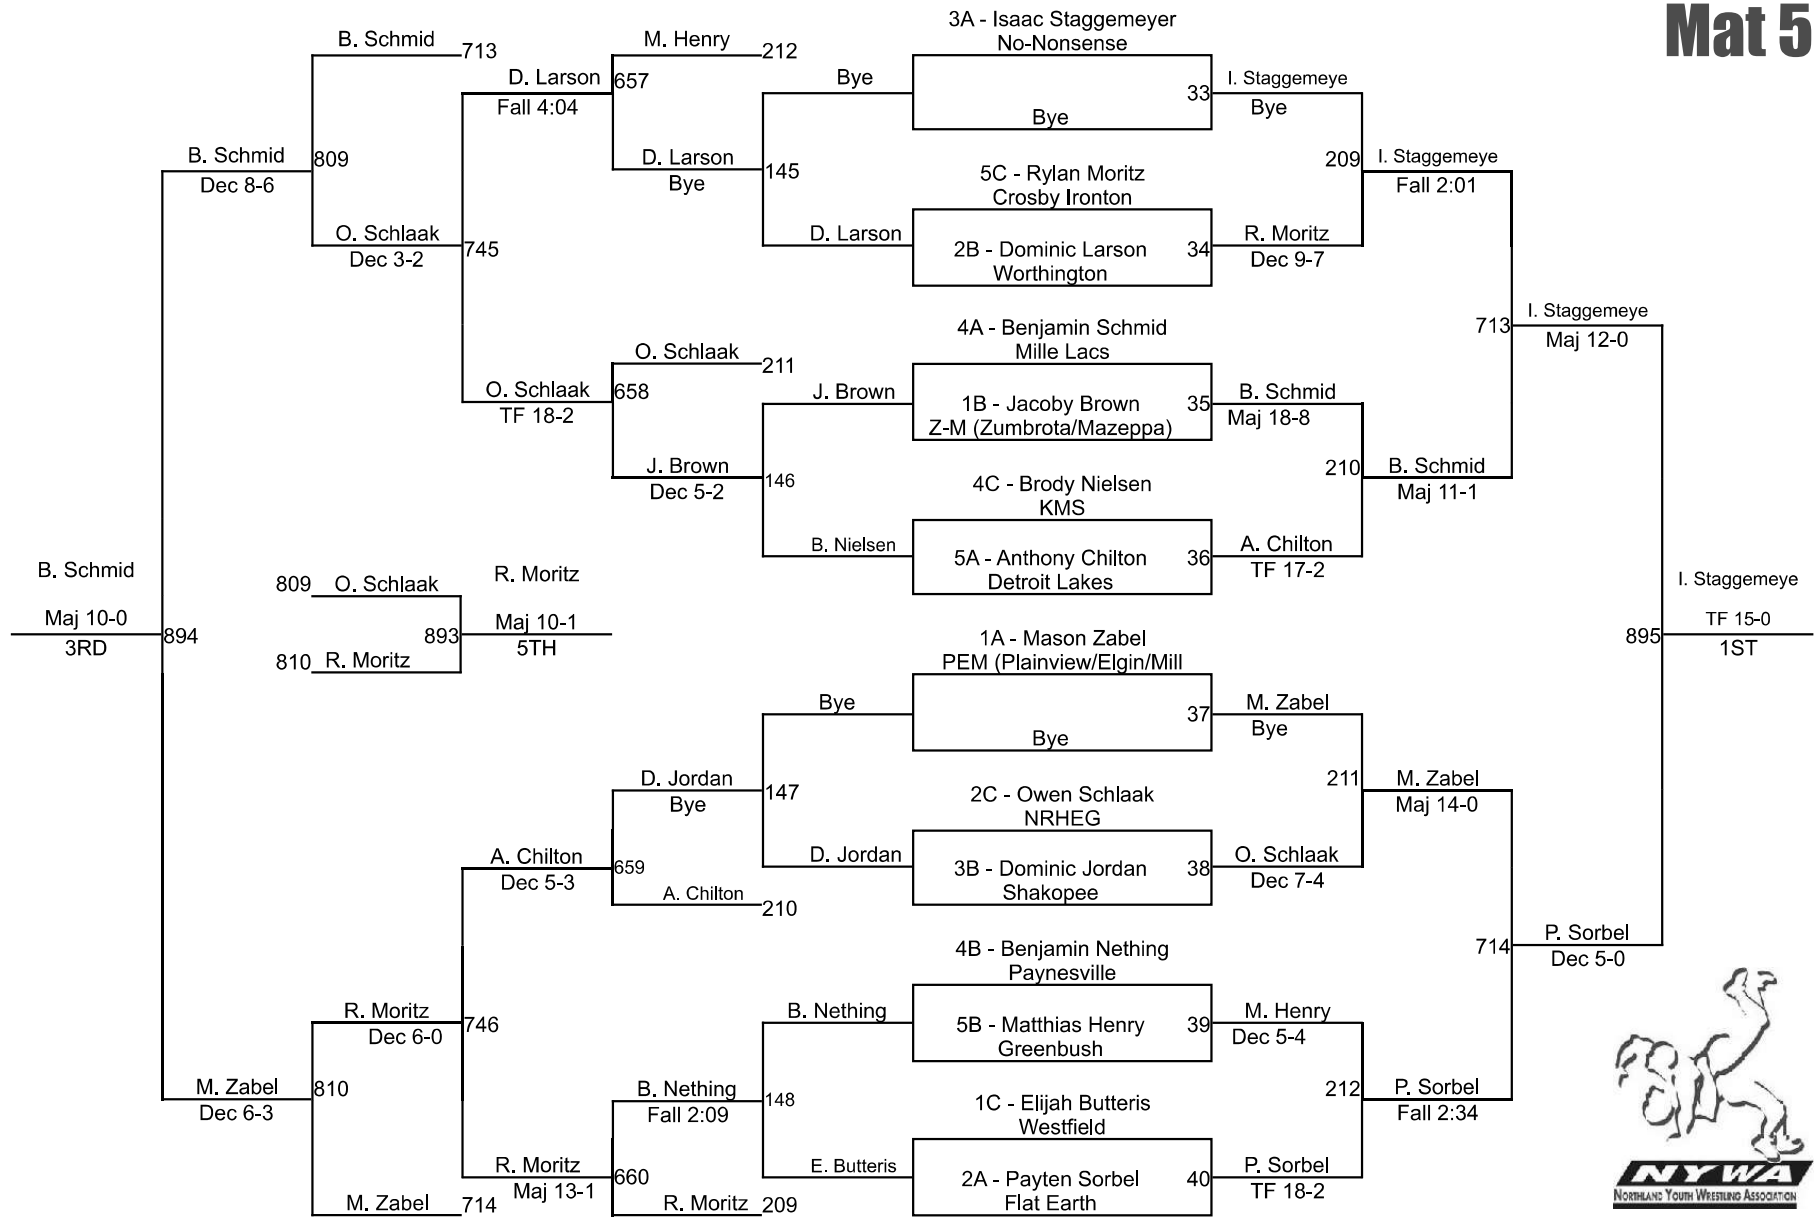 Mat 5
3A - Isaac Staggemeyer
No-Nonsense
B. Schmid
713
M. Henry
212
D. Larson
657
Fall 4:04
Bye
Bye
33
I. Staggemeye
Bye
B. Schmid
809
Dec 8-6
D. Larson
Bye
145
5C - Rylan Moritz
Crosby Ironton
209
I. Staggemeye
Fall 2:01
O. Schlaak
745
Dec 3-2
D. Larson
2B - Dominic Larson
Worthington
34
R. Moritz
Dec 9-7
4A - Benjamin Schmid
Mille Lacs
713
I. Staggemeye
Maj 12-0
O. Schlaak
211
O. Schlaak
658
TF 18-2
J. Brown
1B - Jacoby Brown
Z-M (Zumbrota/Mazeppa)
35
B. Schmid
Maj 18-8
J. Brown
Dec 5-2
146
4C - Brody Nielsen
KMS
210
B. Schmid
Maj 11-1
B. Nielsen
5A - Anthony Chilton
Detroit Lakes
36
A. Chilton
TF 17-2
B. Schmid
Maj 10-0
3RD
894
809
O. Schlaak
893
810
R. Moritz
R. Moritz
Maj 10-1
5TH
I. Staggemeye
895
TF 15-0
1ST
1A - Mason Zabel
PEM (Plainview/Elgin/Mill
Bye
Bye
37
M. Zabel
Bye
D. Jordan
Bye
147
2C - Owen Schlaak
NRHEG
211
M. Zabel
Maj 14-0
A. Chilton
Dec 5-3
659
A. Chilton
210
D. Jordan
3B - Dominic Jordan
Shakopee
38
O. Schlaak
Dec 7-4
4B - Benjamin Nething
Paynesville
714
P. Sorbel
Dec 5-0
R. Moritz
Dec 6-0
746
B. Nething
5B - Matthias Henry
Greenbush
39
M. Henry
Dec 5-4
M. Zabel
Dec 6-3
810
B. Nething
Fall 2:09
148
1C - Elijah Butteris
Westfield
212
P. Sorbel
Fall 2:34
R. Moritz
Maj 13-1
660
E. Butteris
2A - Payten Sorbel
Flat Earth
40
P. Sorbel
TF 18-2
M. Zabel
714
R. Moritz
209
NYWA
NORTHLAND YOUTH WRESTLING ASSOCIATION